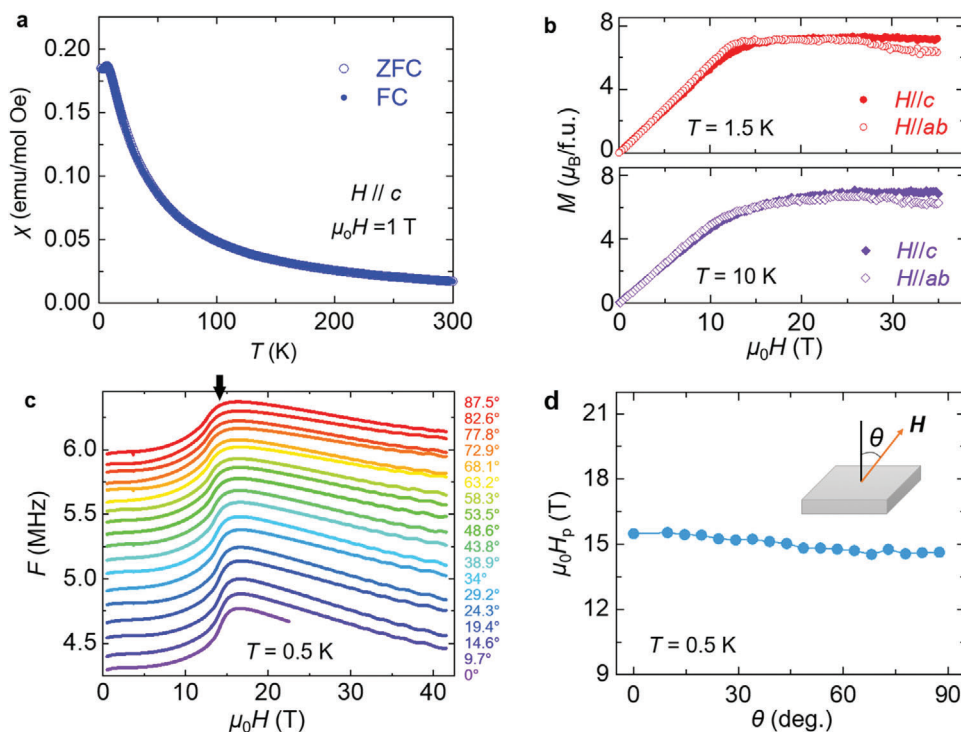 a
0.20
0.15
0.10
0.05
0.00
χ (emu/mol Oe)
ZFC
FC
H // c
μoH =1 T
0
100
200
300
T (K)
b
8
4
0
H//c
H//ab
T = 1.5 K
M (μB/f.u.)
8
4
0
H//c
H//ab
T = 10 K
0
10
20
30
μ0H (T)
c
6.0
5.5
5.0
4.5
F (MHz)
87.5°
82.6°
77.8°
72.9°
68.1°
63.2°
58.3°
53.5°
48.6°
43.8°
38.9°
34°
29.2°
24.3°
19.4°
14.6°
9.7°
0°
T = 0.5 K
0
10
20
30
40
μ0H (T)
d
21
18
15
12
9
μ0Hp (T)
θ
H
T = 0.5 K
0
30
60
90
θ (deg.)